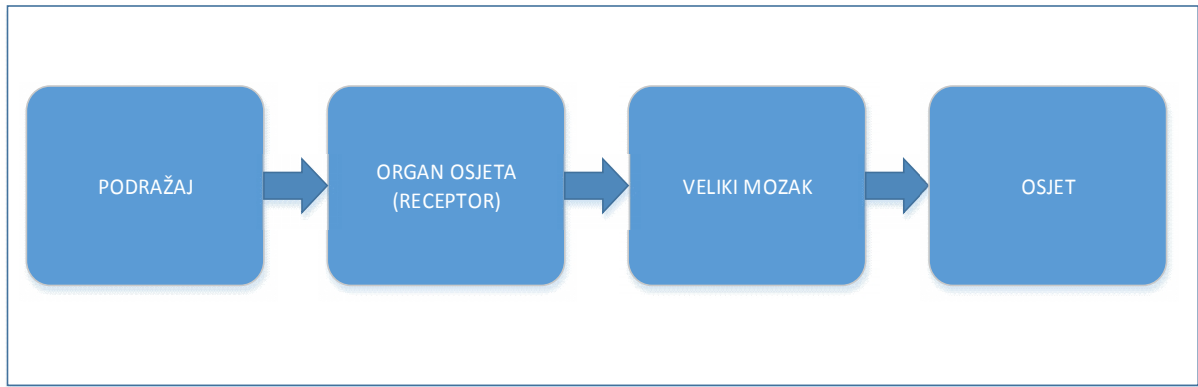 PODRAŽAJ
ORGAN OSJETA
(RECEPTOR)
VELIKI MOZAK
OSJET